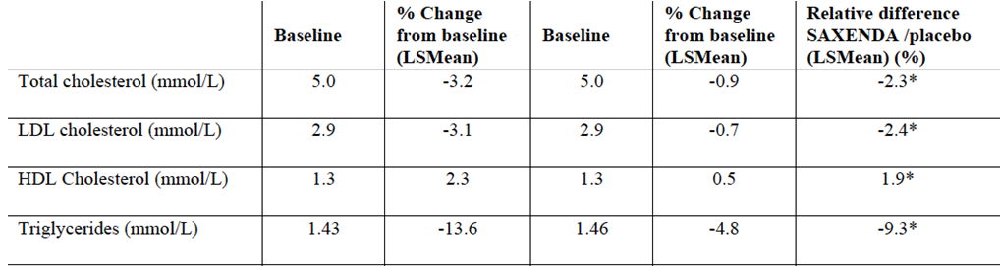 Baseline % Change from baseline (LSMean) Baseline % Change from baseline (LSMean) Relative difference SAXENDA /placebo (LSMean) (%)
Total cholesterol (mmol/L) 5.0 -3.2 5.0 -0.9 -2.3*
LDL cholesterol (mmol/L) 2.9 -3.1 2.9 -0.7 -2.4*
HDL Cholesterol (mmol/L) 1.3 2.3 1.3 0.5 1.9*
Triglycerides (mmol/L) 1.43 -13.6 1.46 -4.8 -9.3*